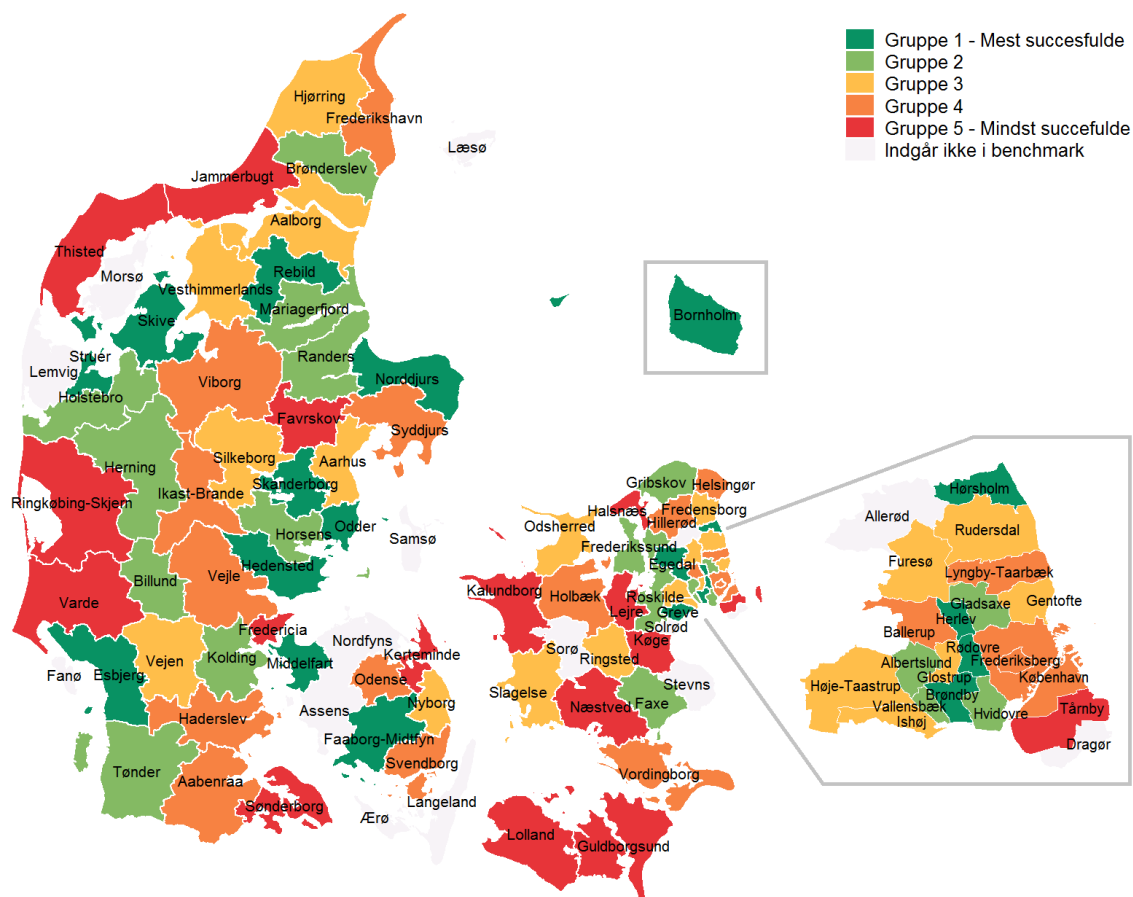 Gruppe 1 - Mest succesfulde
Gruppe 2
Gruppe 3
Gruppe 4
Gruppe 5 - Mindst succefulde
Indgår ikke i benchmark
Hjørring
Frederikshavn
Læsø
Brønderslev
Jammerbugt
Aalborg
Thisted
Rebild
Morsø
Vesthimmerlands
Mariagerfjord
Skive
Bornholm
Struer
Randers
Lemvig
Viborg
Norddjurs
Holstebro
Favrskov
Syddjurs
Silkeborg
Aarhus
Herning
Skanderborg
Ikast-Brande
Ringkøbing-Skjern
Odder
Horsens
Samsø
Hedensted
Billund
Vejle
Varde
Fredericia
Nordfyns
Kolding
Middelfart
Kerteminde
Vejen
Esbjerg
Fanø
Odense
Nyborg
Assens
Haderslev
Faaborg-Midtfyn
Svendborg
Tønder
Aabenraa
Langeland
Sønderborg
Ærø
Gribskov
Helsingør
Halsnæs
Fredensborg
Hillerød
Odsherred
Frederikssund
Egedal
Kalundborg
Holbæk
Roskilde
Lejre
Greve
Solrød
Køge
Sorø
Ringsted
Stevns
Slagelse
Næstved
Faxe
Vordingborg
Lolland
Guldborgsund
Hørsholm
Allerød
Rudersdal
Furesø
Lyngby-Taarbæk
Gladsaxe
Gentofte
Herlev
Ballerup
Rødovre
Albertslund
Frederiksberg
Glostrup
København
Høje-Taastrup
Brøndby
Vallensbæk
Hvidovre
Tårnby
Ishøj
Dragør